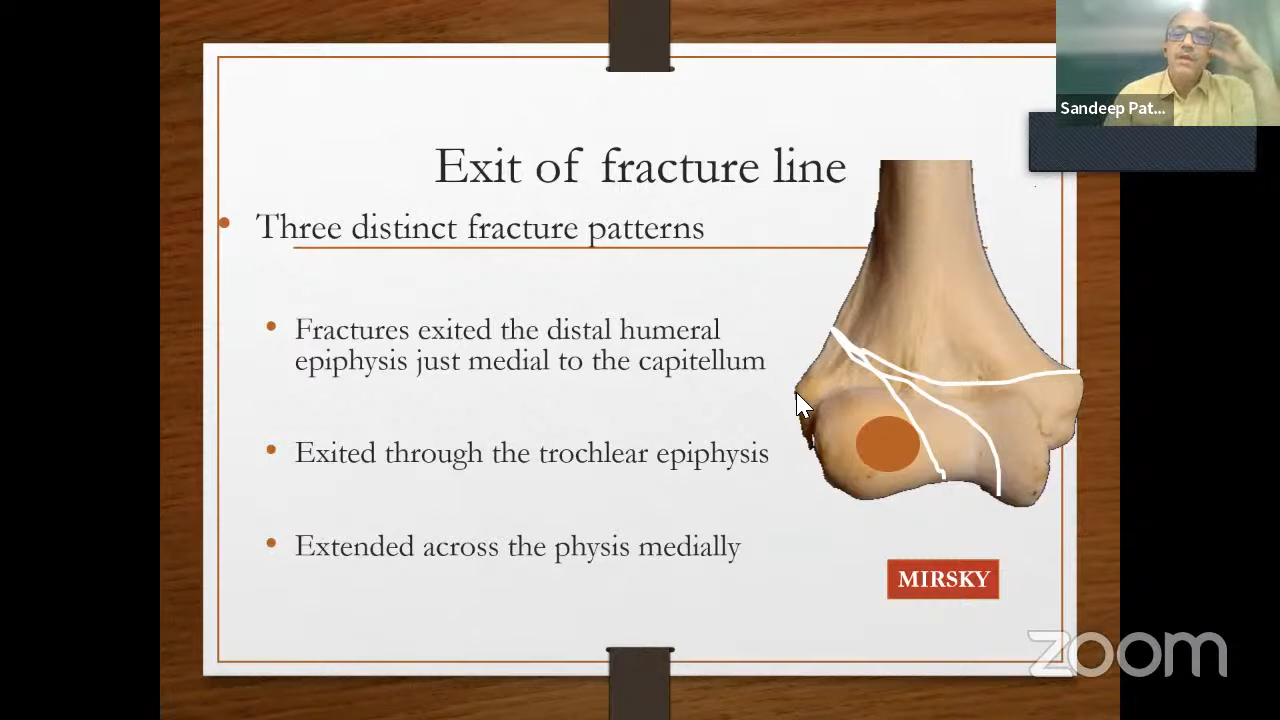 Sandeep Pat...
Exit of fracture line
Three distinct fracture patterns
Fractures exited the distal humeral
epiphysis just medial to the capitellum
Exited through the trochlear epiphysis
Extended across the physis medially
MIRSKY
zoom